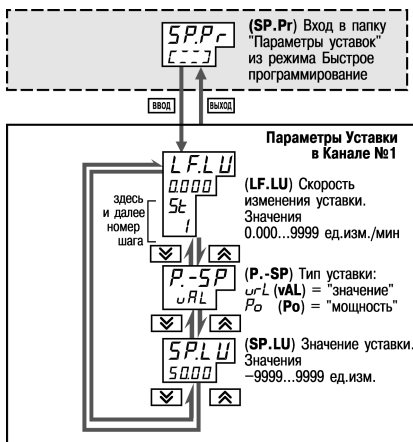 SP.Pr
[---]
(SP.Pr) Вход в папку
"Параметры уставок"
из режима Быстрое
программирование
ВВОД
ВЫХОД
Параметры Уставки
в Канале №1
LF.LU
0.000
St
1
здесь
и далее
номер
шага
(LF.LU) Скорость
изменения уставки.
Значения
0.000...9999 ед.изм./мин
P.-SP
vAL
(P.-SP) Тип уставки:
vrL (vAL) = "значение"
Po (Po) = "мощность"
SP.LU
50.00
(SP.LU) Значение уставки.
Значения
−9999...9999 ед.изм.